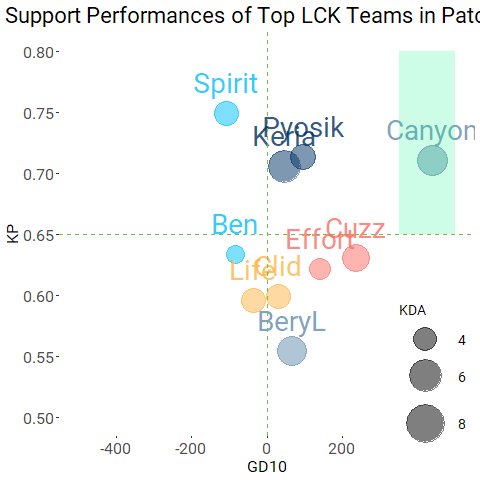 Support Performances of Top LCK Teams in Patc
0.80
Spirit
0.75
Pyosik
Canyon
Kena
0.70
KP
0.65
Ben
Cuzz
Effort
Clid
Life
0.60
BeryL
KDA
4
0.55
6
0.50
8
-400
-200
0
200
GD10